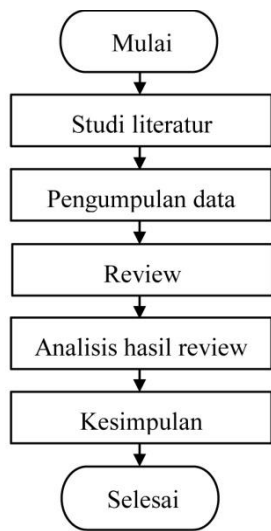 Mulai
Studi literatur
Pengumpulan data
Review
Analisis hasil review
Kesimpulan
Selesai